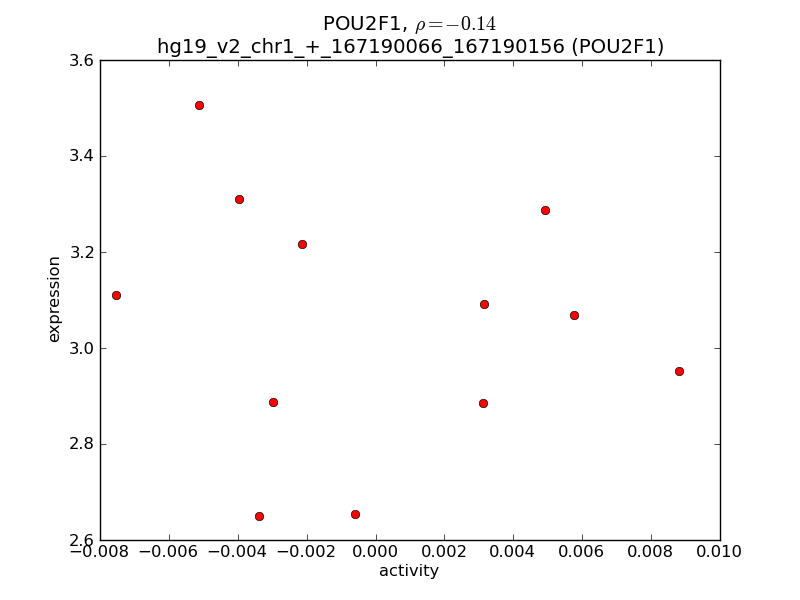 POU2F1, ρ=−0.14
hg19_v2_chr1_+_167190066_167190156 (POU2F1)
3.6
3.4
3.2
3.0
2.8
2.6
expression
−0.008 −0.006 −0.004 −0.002 0.000 0.002 0.004 0.006 0.008 0.010
activity